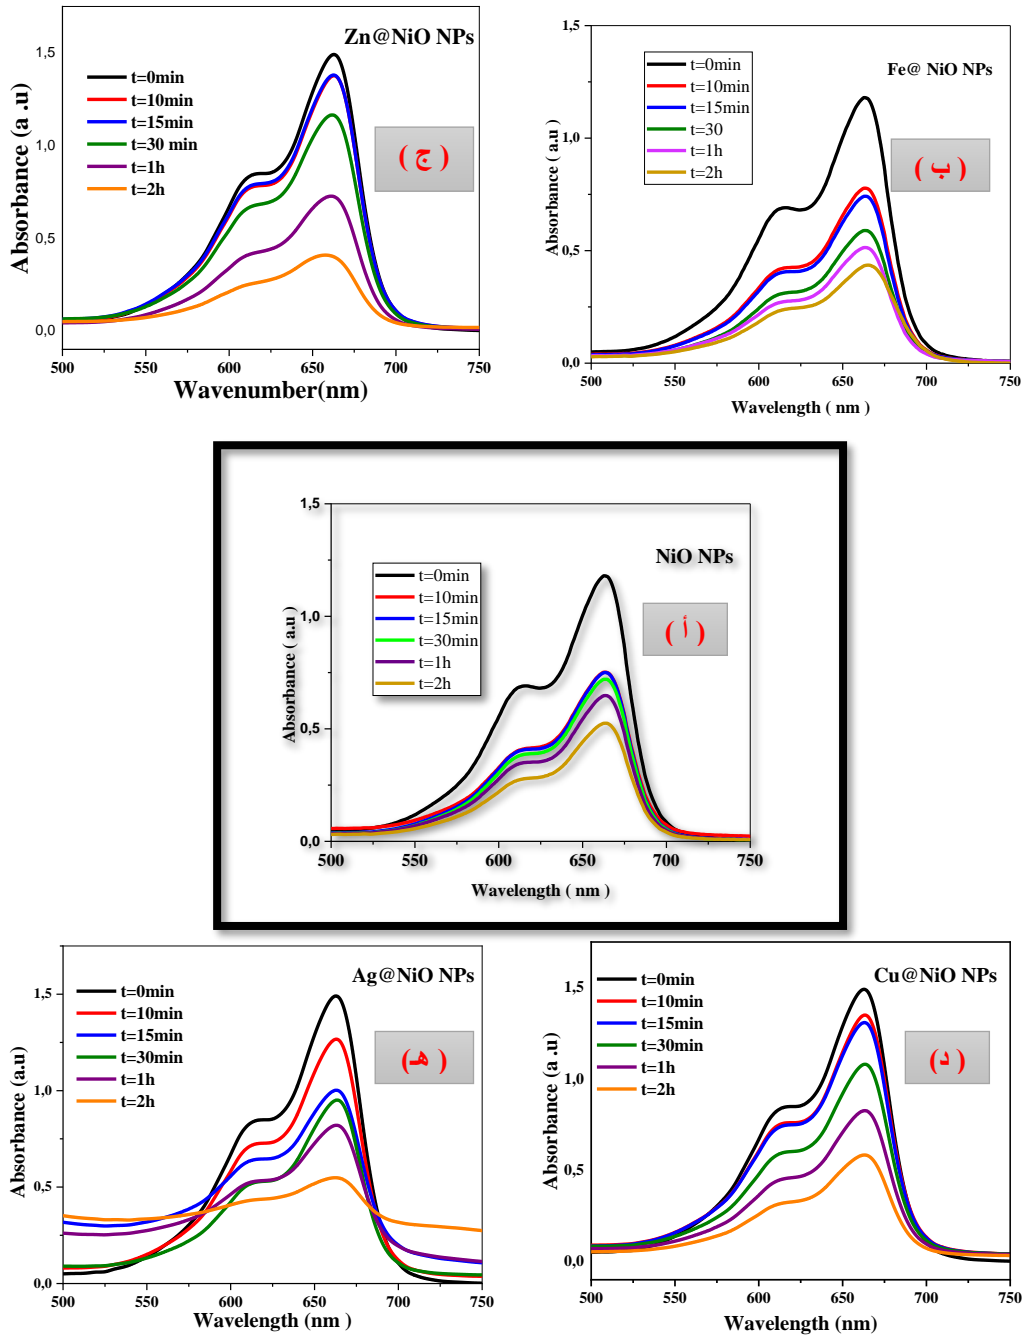 Zn@NiO NPs
t=0min
t=10min
t=15min
t=30 min
t=1h
t=2h
( ج )
Absorbance (a .u)
1,5
1,0
0,5
0,0
500 550 600 650 700 750
Wavenumber(nm)
Fe@ NiO NPs
t=0min
t=10min
t=15min
t=30
t=1h
t=2h
( ب )
Absorbance ( a.u )
1,5
1,0
0,5
0,0
500 550 600 650 700 750
Wavelength ( nm )
NiO NPs
t=0min
t=10min
t=15min
t=30min
t=1h
t=2h
( أ )
Absorbance ( a.u )
1,5
1,0
0,5
0,0
500 550 600 650 700 750
Wavelength ( nm )
Ag@NiO NPs
t=0min
t=10min
t=15min
t=30min
t=1h
t=2h
( هـ)
Absorbance (a.u)
1,5
1,0
0,5
0,0
500 550 600 650 700 750
Wavelength (nm )
Cu@NiO NPs
t=0min
t=10min
t=15min
t=30min
t=1h
t=2h
( د)
Absorbance (a.u)
1,5
1,0
0,5
0,0
500 550 600 650 700 750
Wavelength (nm)